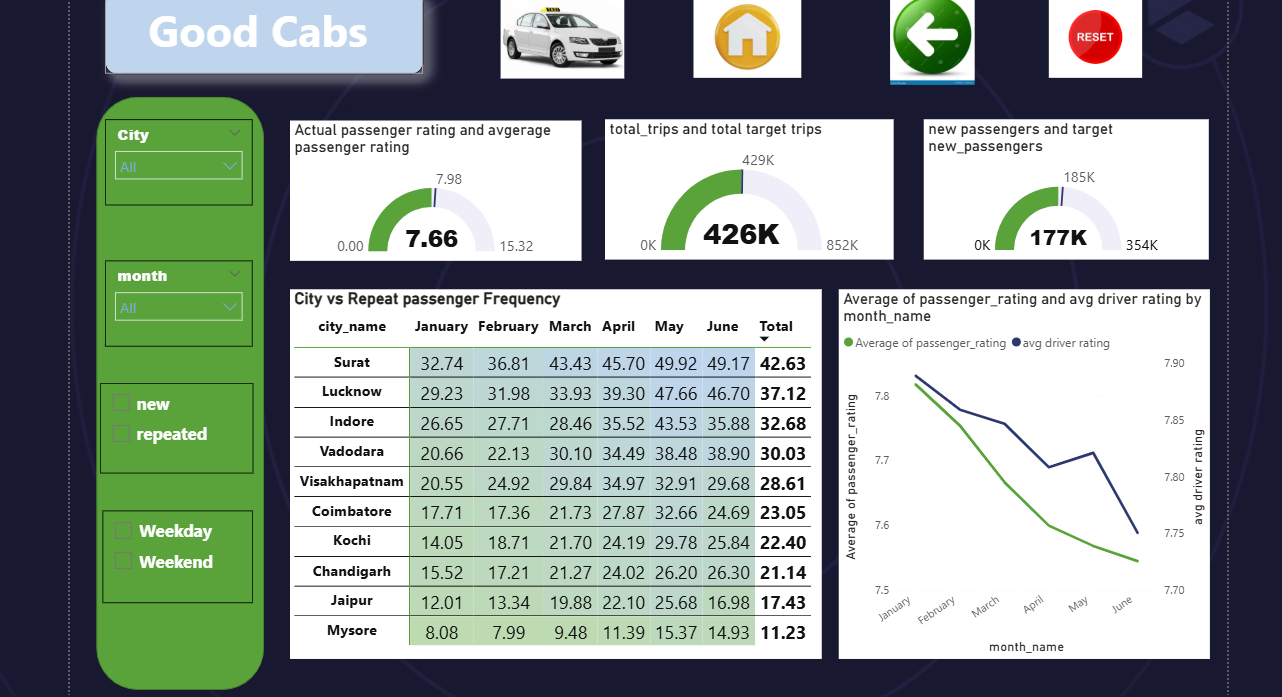 Good Cabs
TAXI
RESET
City
All
month
All
new
repeated
Weekday
Weekend
Actual passenger rating and avgerage
passenger rating
7.98
0.00
7.66
15.32
total_trips and total target trips
429K
0K
426K
852K
new passengers and target
new_passengers
185K
0K
177K
354K
City vs Repeat passenger Frequency
city_name January February March April May June Total
Surat 32.74 36.81 43.43 45.70 49.92 49.17 42.63
Lucknow 29.23 31.98 33.93 39.30 47.66 46.70 37.12
Indore 26.65 27.71 28.46 35.52 43.53 35.88 32.68
Vadodara 20.66 22.13 30.10 34.49 38.48 38.90 30.03
Visakhapatnam 20.55 24.92 29.84 34.97 32.91 29.68 28.61
Coimbatore 17.71 17.36 21.73 27.87 32.66 24.69 23.05
Kochi 14.05 18.71 21.70 24.19 29.78 25.84 22.40
Chandigarh 15.52 17.21 21.27 24.02 26.20 26.30 21.14
Jaipur 12.01 13.34 19.88 22.10 25.68 16.98 17.43
Mysore 8.08 7.99 9.48 11.39 15.37 14.93 11.23
Average of passenger_rating and avg driver rating by
month_name
Average of passenger_rating avg driver rating
Average of passenger_rating
7.8
7.7
7.6
7.5
7.90
7.85
7.80
7.75
7.70
avg driver rating
January February March April May June
month_name